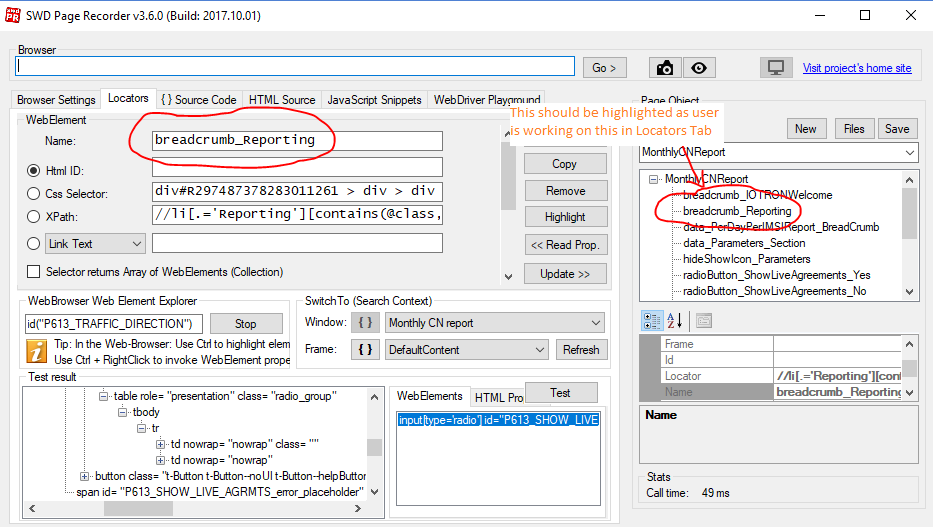 SWD PR
SWD Page Recorder v3.6.0 (Build: 2017.10.01)
Browser
Go >
Visit project's home site
Browser Settings
Locators
{ } Source Code
HTML Source
JavaScript Snippets
WebDriver Playground
This should be highlighted as user
is working on this in Locators Tab
Page Object
WebElement
Name:
breadcrumb_Reporting
Html ID:
Css Selector:
div#R297487378283011261 > div > div
XPath:
//li[.='Reporting'][contains(@class,
Link Text
Selector returns Array of WebElements (Collection)
Copy
Remove
Highlight
<< Read Prop.
Update >>
New
Files
Save
MonthlyCNReport
MonthlyCNReport
breadcrumb_IOTRONWelcome
breadcrumb_Reporting
data_PerDayPerIMSIReport_BreadCrumb
data_Parameters_Section
hideShowIcon_Parameters
radioButton_ShowLiveAgreements_Yes
radioButton_ShowLiveAgreements_No
WebBrowser Web Element Explorer
id("P613_TRAFFIC_DIRECTION")
Stop
Tip: In the Web-Browser: Use Ctrl to highlight elem
Use Ctrl + RightClick to invoke WebElement prope
SwitchTo (Search Context)
Window:
{ }
Monthly CN report
Frame:
{ }
DefaultContent
Refresh
A
Z
Frame
Id
Locator
//li[.='Reporting'][cont
Name
breadcrumb_Reporting
Name
Test result
table role= "presentation" class= "radio_group"
tbody
tr
td nowrap= "nowrap" class= ""
td nowrap= "nowrap"
button class= "t-Button t-Button--noUI t-Button--helpButton
span id= "P613_SHOW_LIVE_AGRMTS_error_placeholder"
WebElements
HTML Pro
Test
input[type='radio'] id="P613_SHOW_LIVE
Stats
Call time: 49 ms